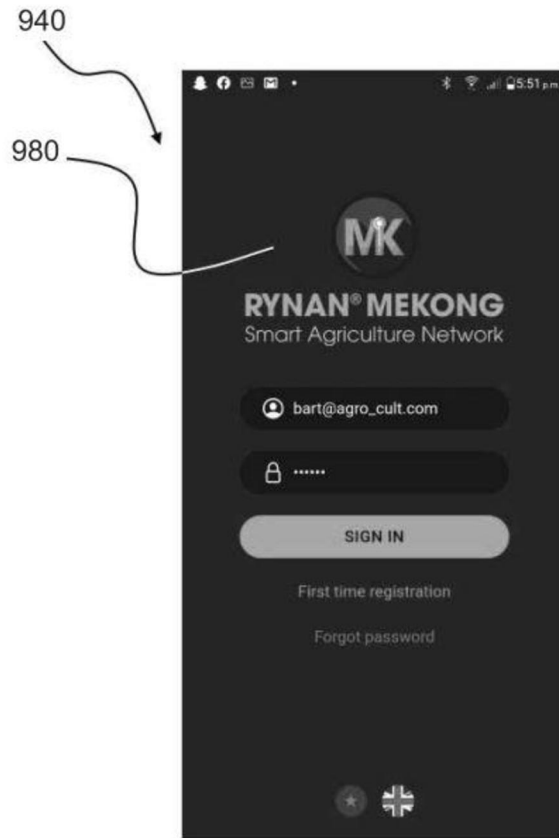 940
980
5:51 p.m
MK
RYNAN® MEKONG
Smart Agriculture Network
bart@agro_cult.com
••••••
SIGN IN
First time registration
Forgot password